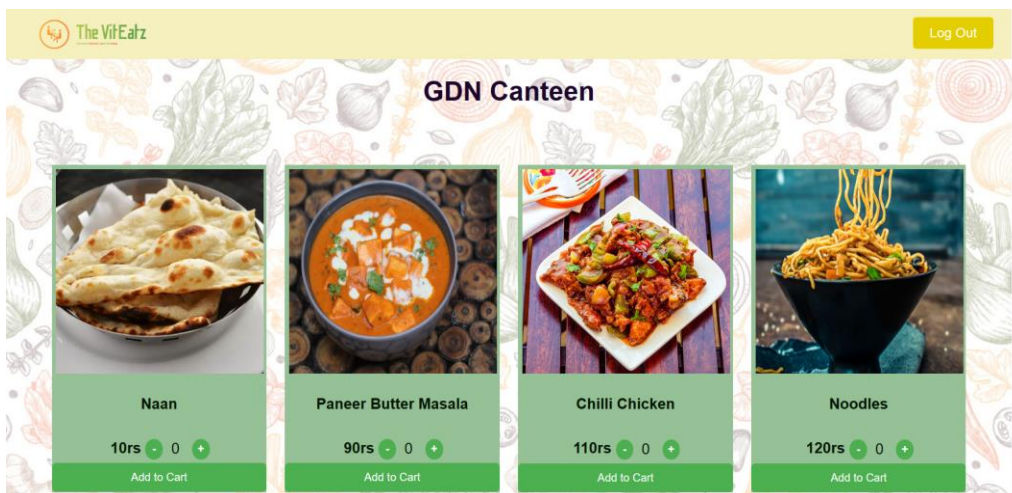 The VitEatz
Log Out
GDN Canteen
Naan
Paneer Butter Masala
Chilli Chicken
Noodles
10rs - 0 +
90rs - 0 +
110rs - 0 +
120rs - 0 +
Add to Cart
Add to Cart
Add to Cart
Add to Cart